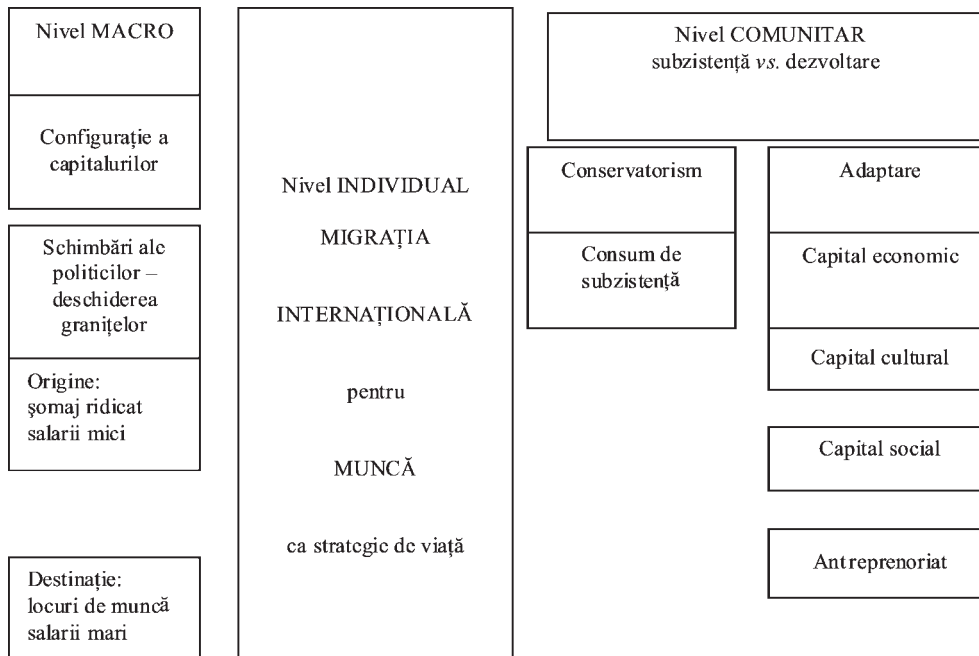 Nivel MACRO
Configurație a
capitalurilor
Schimbări ale
politicilor –
deschiderea
granițelor
Origine:
şomaj ridicat
salarii mici
Destinație:
locuri de muncă
salarii mari
Nivel INDIVIDUAL
MIGRAȚIA
INTERNAȚIONALĂ
pentru
MUNCĂ
ca strategie de viață
Nivel COMUNITAR
subzistență vs. dezvoltare
Conservatorism
Consum de
subzistență
Adaptare
Capital economic
Capital cultural
Capital social
Antreprenoriat